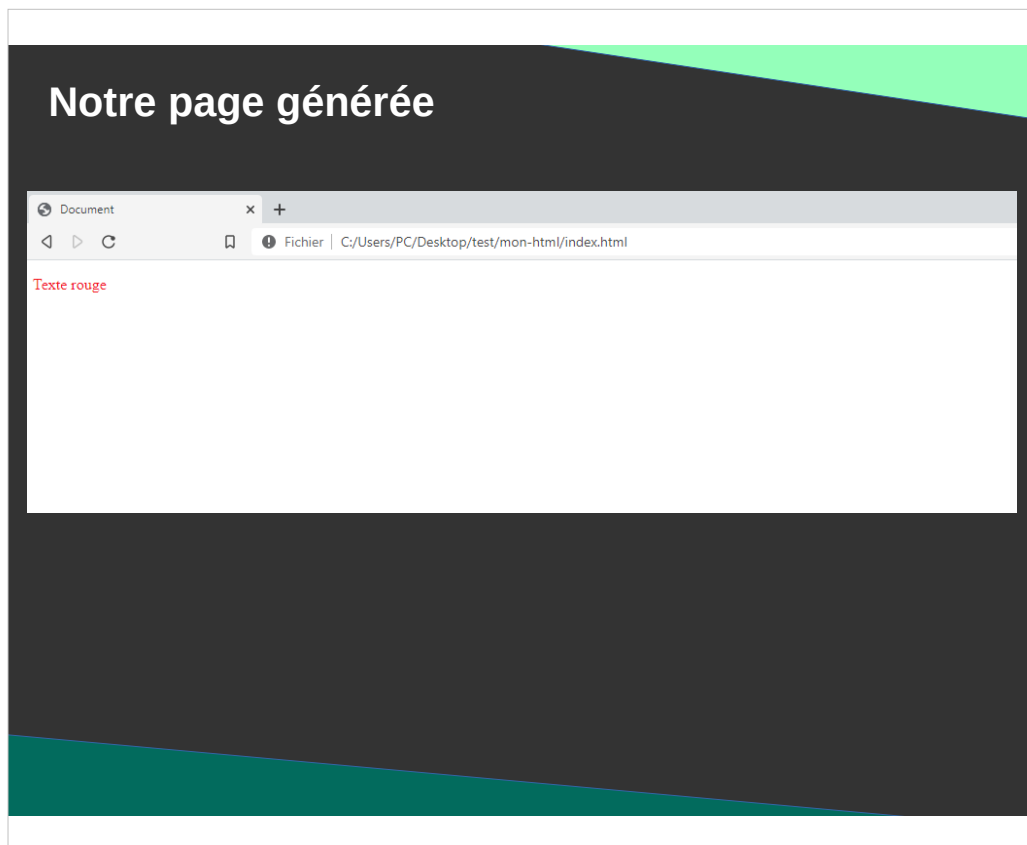 Notre page générée
Document
Fichier C:/Users/PC/Desktop/test/mon-html/index.html
Texte rouge